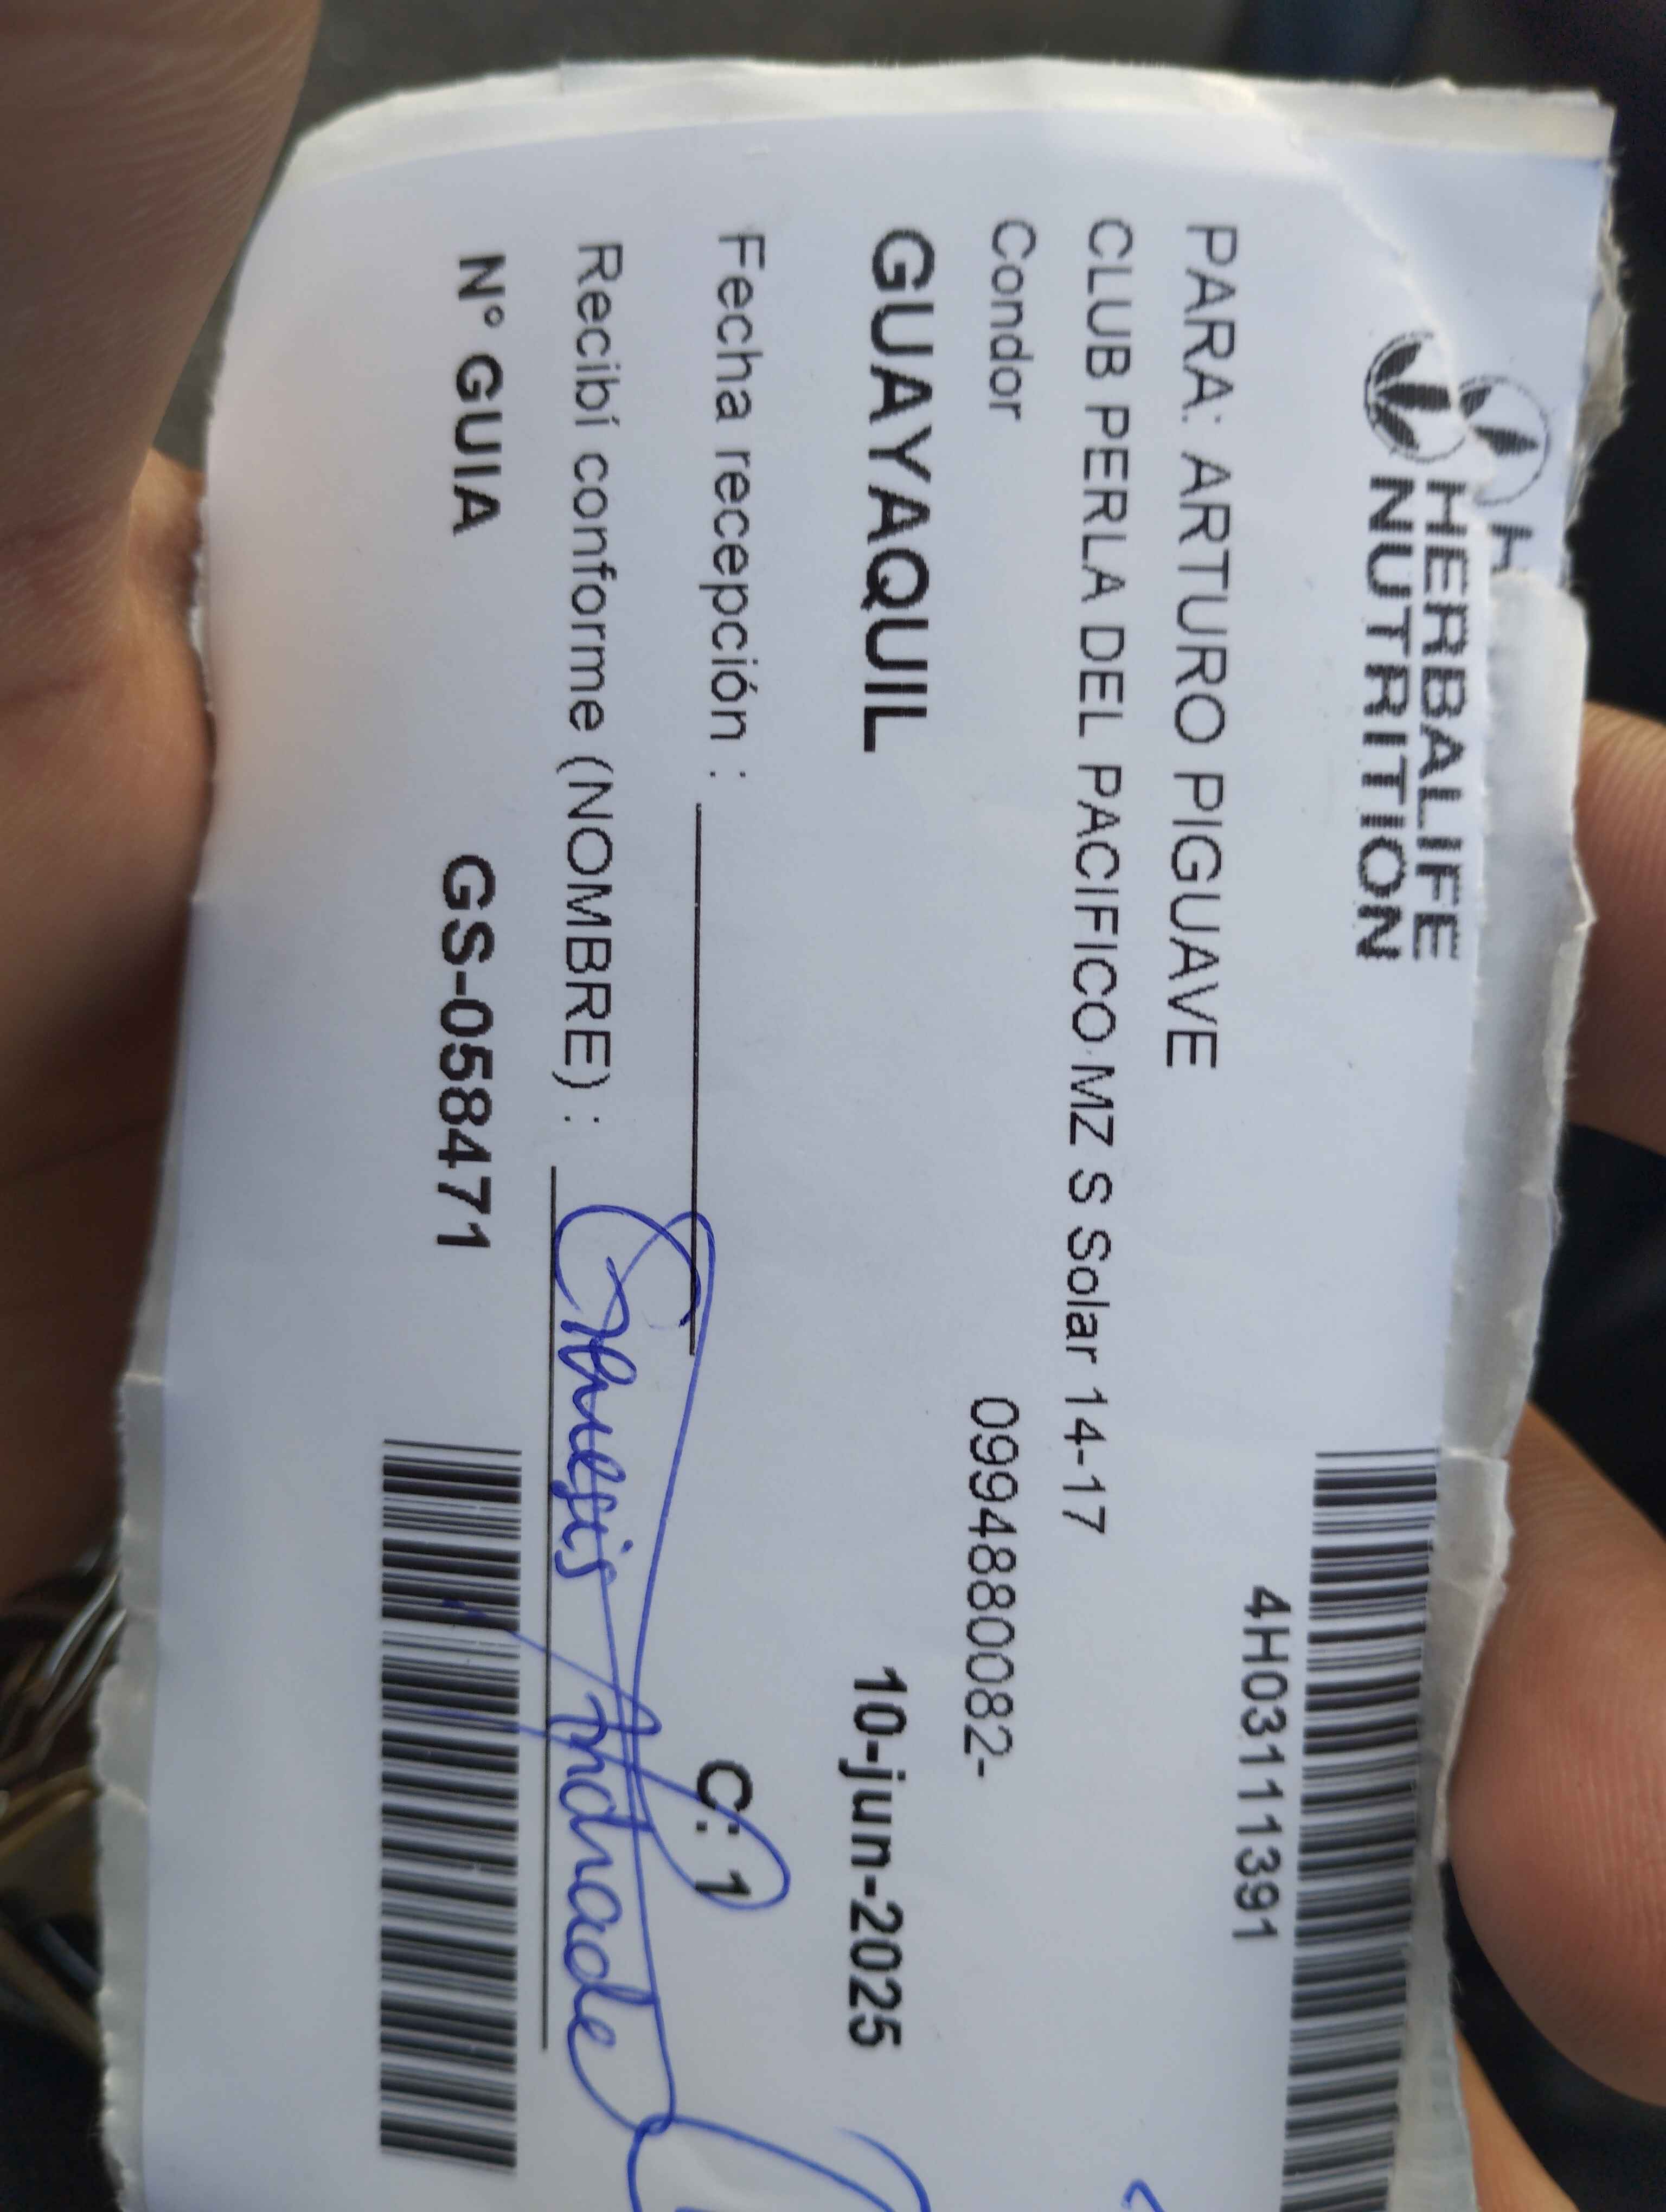 HERBALIFE
NUTRITION
4H03111391
PARA: ARTURO PIGUAVE
CLUB PERLA DEL PACIFICO MZ S Solar 14-17
Condor
0994880082-
GUAYAQUIL
10-jun-2025
Fecha recepción :
C: 1
Recibí conforme (NOMBRE) : Genesis Andrade
N° GUIA
GS-058471